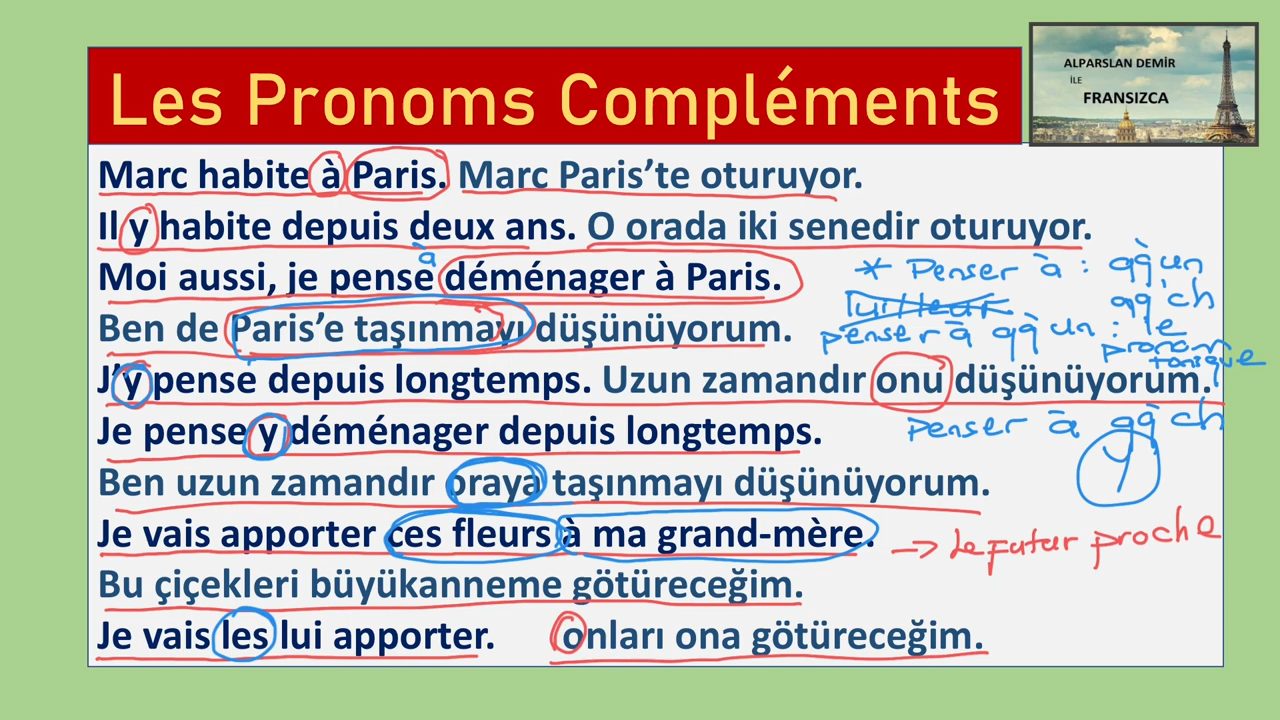 Les Pronoms Compléments
ALPARSLAN DEMİR
İLE
FRANSIZCA
Marc habite à Paris. Marc Paris’te oturuyor.
Il y habite depuis deux ans. O orada iki senedir oturuyor.
à
Moi aussi, je pense déménager à Paris.
* Penser à : qq'un
qq'ch
Ben de Paris’e taşınmayı düşünüyorum.
lui/leur
penser à qq'un : le
pronom
tonique
J’y pense depuis longtemps. Uzun zamandır onu düşünüyorum.
Je pense y déménager depuis longtemps.
Penser à qq'ch
y
Ben uzun zamandır oraya taşınmayı düşünüyorum.
Je vais apporter ces fleurs à ma grand-mère.
→ Le futur proche
Bu çiçekleri büyükanneme götüreceğim.
Je vais les lui apporter. onları ona götüreceğim.